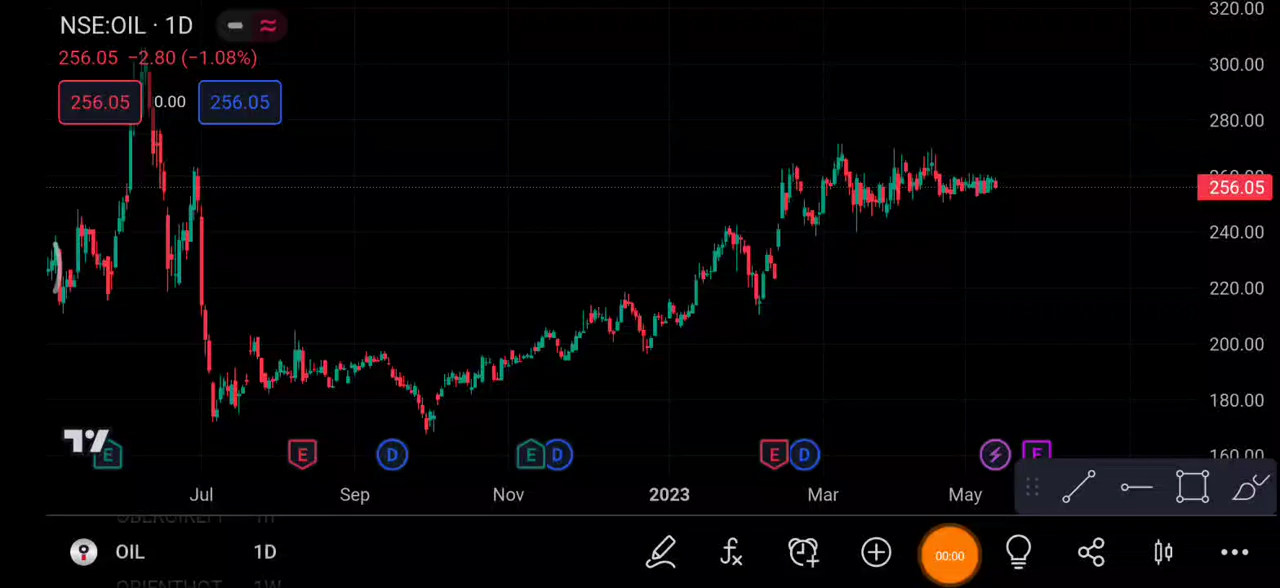 NSE:OIL · 1D
256.05 −2.80 (−1.08%)
256.05 0.00 256.05
320.00
300.00
280.00
256.05
240.00
220.00
200.00
180.00
160.00
E E D E D E D E
Jul Sep Nov 2023 Mar May
OIL 1D
00:00